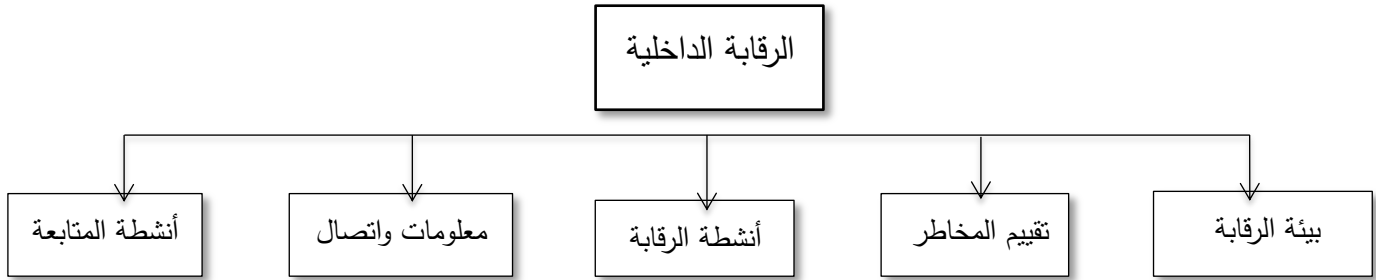 الرقابة الداخلية
بيئة الرقابة
تقييم المخاطر
أنشطة الرقابة
معلومات واتصال
أنشطة المتابعة